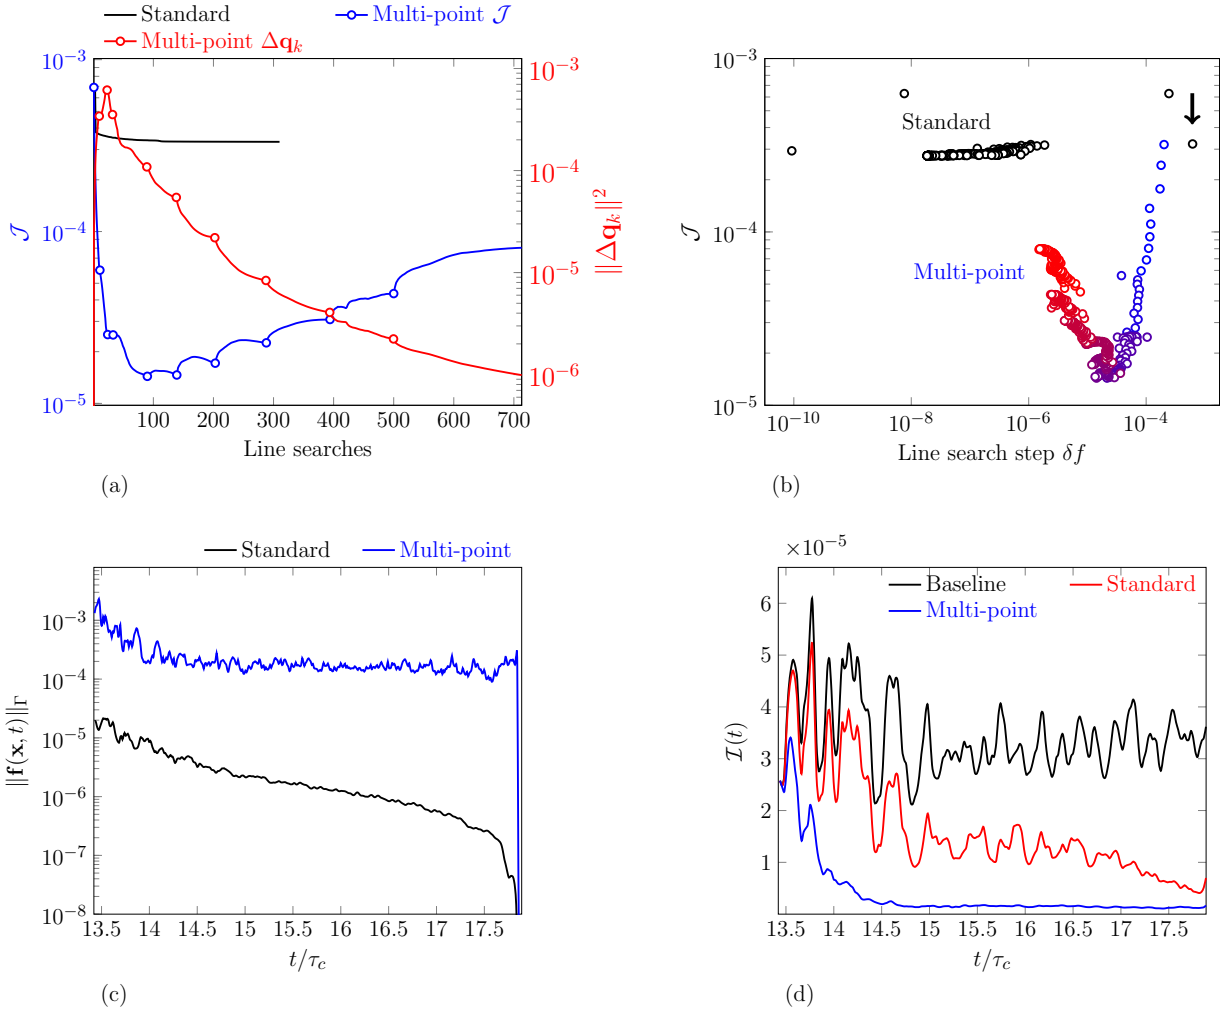 Standard
Multi-point 𝒥
Multi-point Δq_k
10^−3
10^−4
10^−5
𝒥
10^−3
10^−4
10^−5
10^−6
||Δq_k||^2
100 200 300 400 500 600 700
Line searches
(a)
10^−3
10^−4
10^−5
𝒥
Standard
Multi-point
10^−10 10^−8 10^−6 10^−4
Line search step δf
(b)
Standard Multi-point
10^−3
10^−4
10^−5
10^−6
10^−7
10^−8
||f(x, t)||_Γ
13.5 14 14.5 15 15.5 16 16.5 17 17.5
t/τ_c
(c)
×10^−5
Baseline Standard
Multi-point
6
5
4
3
2
1
ℐ(t)
13.5 14 14.5 15 15.5 16 16.5 17 17.5
t/τ_c
(d)